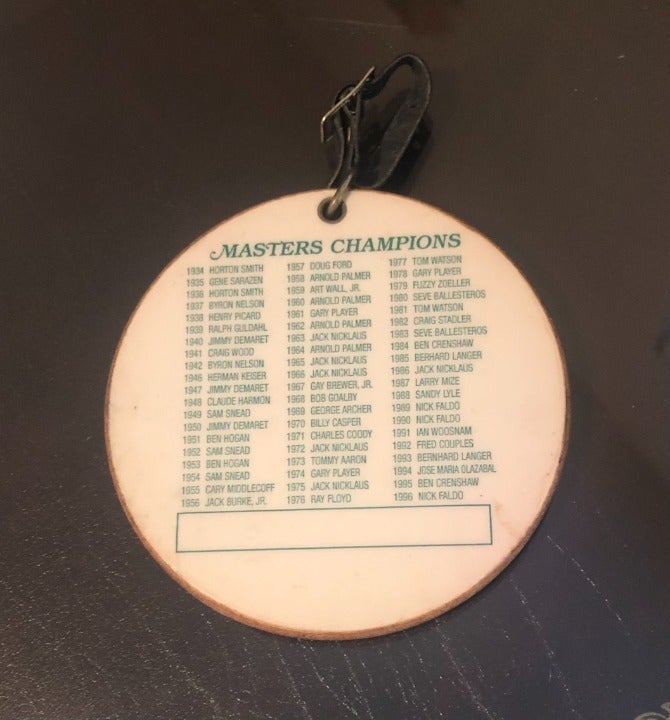 MASTERS CHAMPIONS
1934 HORTON SMITH
1935 GENE SARAZEN
1936 HORTON SMITH
1937 BYRON NELSON
1938 HENRY PICARD
1939 RALPH GULDAHL
1940 JIMMY DEMARET
1941 CRAIG WOOD
1942 BYRON NELSON
1946 HERMAN KEISER
1947 JIMMY DEMARET
1948 CLAUDE HARMON
1949 SAM SNEAD
1950 JIMMY DEMARET
1951 BEN HOGAN
1952 SAM SNEAD
1953 BEN HOGAN
1954 SAM SNEAD
1955 CARY MIDDLECOFF
1956 JACK BURKE, JR.
1957 DOUG FORD
1958 ARNOLD PALMER
1959 ART WALL, JR.
1960 ARNOLD PALMER
1961 GARY PLAYER
1962 ARNOLD PALMER
1963 JACK NICKLAUS
1964 ARNOLD PALMER
1965 JACK NICKLAUS
1966 JACK NICKLAUS
1967 GAY BREWER, JR.
1968 BOB GOALBY
1969 GEORGE ARCHER
1970 BILLY CASPER
1971 CHARLES COODY
1972 JACK NICKLAUS
1973 TOMMY AARON
1974 GARY PLAYER
1975 JACK NICKLAUS
1976 RAY FLOYD
1977 TOM WATSON
1978 GARY PLAYER
1979 FUZZY ZOELLER
1980 SEVE BALLESTEROS
1981 TOM WATSON
1982 CRAIG STADLER
1983 SEVE BALLESTEROS
1984 BEN CRENSHAW
1985 BERHARD LANGER
1986 JACK NICKLAUS
1987 LARRY MIZE
1988 SANDY LYLE
1989 NICK FALDO
1990 NICK FALDO
1991 IAN WOOSNAM
1992 FRED COUPLES
1993 BERNHARD LANGER
1994 JOSE MARIA OLAZABAL
1995 BEN CRENSHAW
1996 NICK FALDO